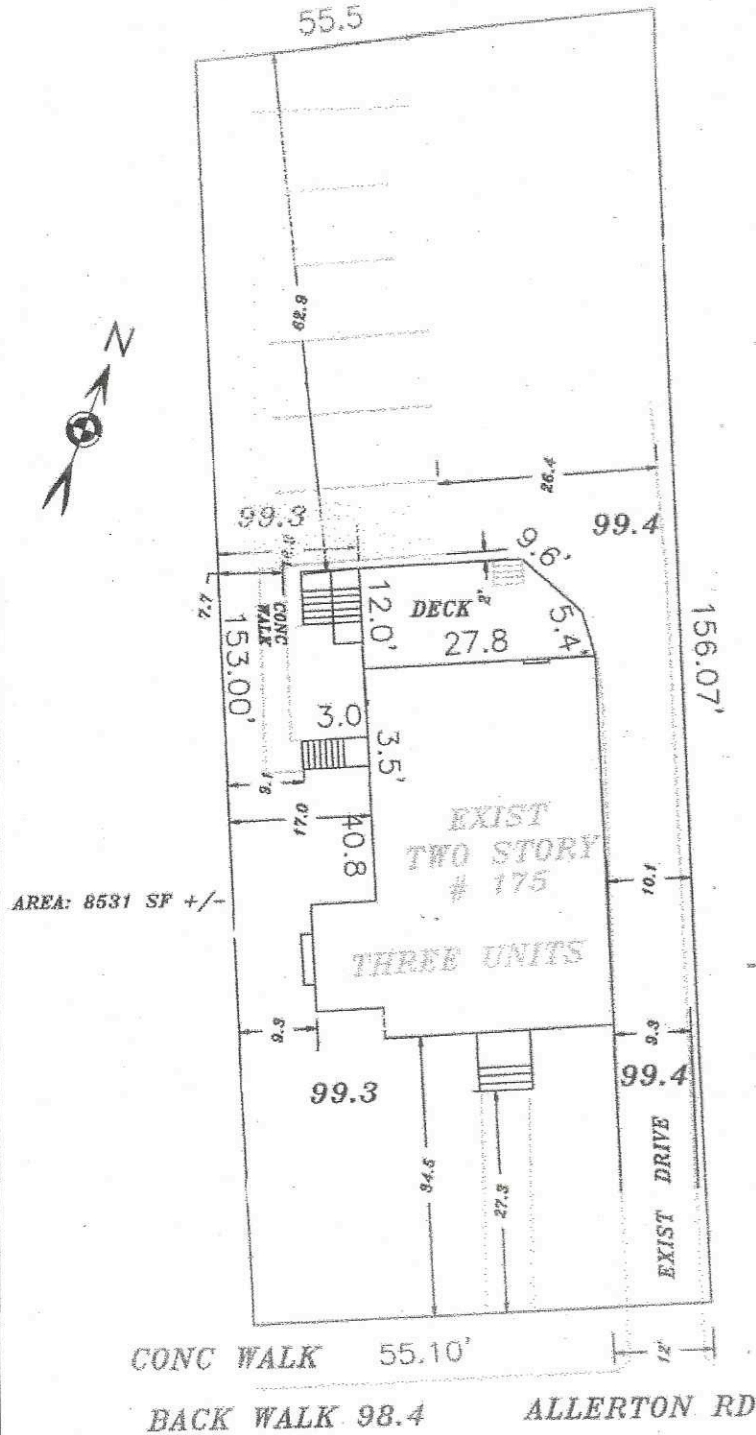 55.5
N
62.9
26.4
99.3
99.4
9.6'
7.7
CONC
WALK
12.0'
DECK
2'
5.4'
27.8
153.00'
156.07'
3.0
3.5'
9.1
17.0
40.8
EXIST
TWO STORY
# 175
10.1
AREA: 8531 SF +/-
THREE UNITS
9.3
9.3
99.3
99.4
34.5
27.3
EXIST DRIVE
CONC WALK
55.10'
12'
BACK WALK 98.4
ALLERTON RD